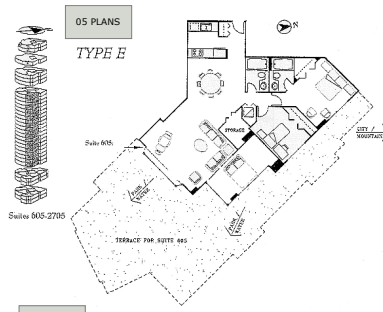 05 PLANS
TYPE E
N
STORAGE
CITY /
MOUNTAIN
Suite 605:
PARK /
WATER
Suites 605-2705
PARK /
WATER
TERRACE FOR SUITE 605